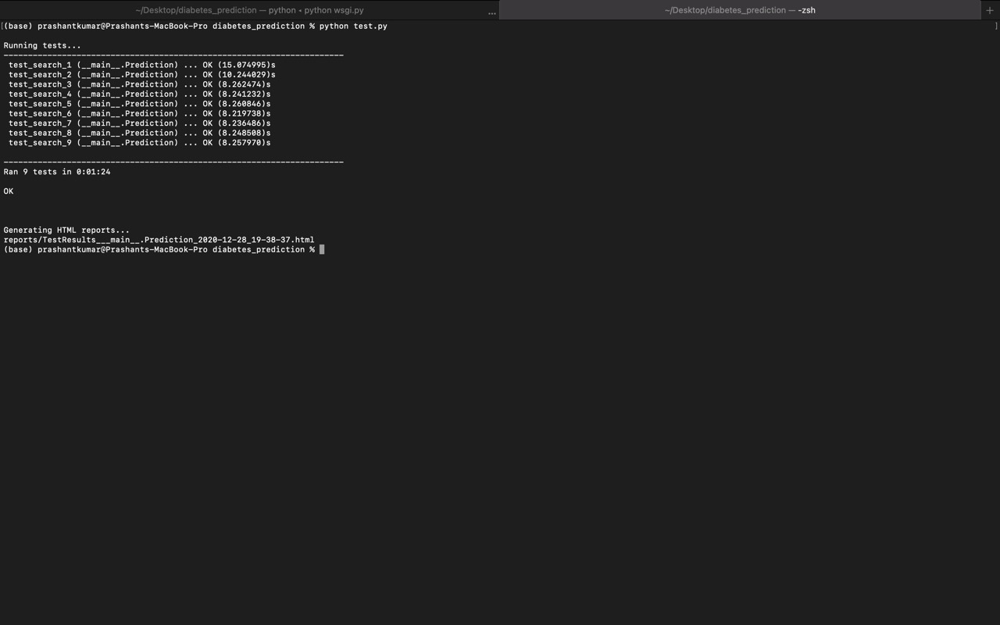 ~/Desktop/diabetes_prediction — python ◂ python wsgi.py ... ~/Desktop/diabetes_prediction — -zsh +
[(base) prashantkumar@Prashants-MacBook-Pro diabetes_prediction % python test.py ]
Running tests...
----------------------------------------------------------------------
test_search_1 (__main__.Prediction) ... OK (15.074995)s
test_search_2 (__main__.Prediction) ... OK (10.244029)s
test_search_3 (__main__.Prediction) ... OK (8.262474)s
test_search_4 (__main__.Prediction) ... OK (8.241232)s
test_search_5 (__main__.Prediction) ... OK (8.260846)s
test_search_6 (__main__.Prediction) ... OK (8.219738)s
test_search_7 (__main__.Prediction) ... OK (8.236486)s
test_search_8 (__main__.Prediction) ... OK (8.248508)s
test_search_9 (__main__.Prediction) ... OK (8.257970)s
----------------------------------------------------------------------
Ran 9 tests in 0:01:24
OK
Generating HTML reports...
reports/TestResults___main__.Prediction_2020-12-28_19-38-37.html
(base) prashantkumar@Prashants-MacBook-Pro diabetes_prediction %